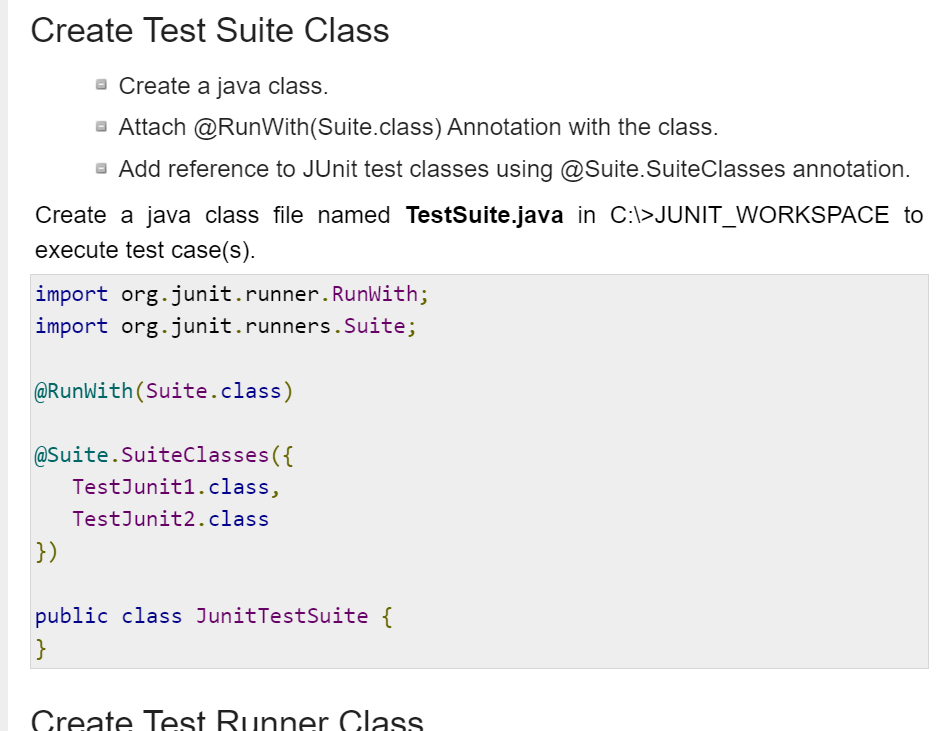 Create Test Suite Class
Create a java class.
Attach @RunWith(Suite.class) Annotation with the class.
Add reference to JUnit test classes using @Suite.SuiteClasses annotation.
Create a java class file named TestSuite.java in C:\>JUNIT_WORKSPACE to
execute test case(s).
import org.junit.runner.RunWith;
import org.junit.runners.Suite;
@RunWith(Suite.class)
@Suite.SuiteClasses({
   TestJunit1.class,
   TestJunit2.class
})
public class JunitTestSuite {
}
Create Test Runner Class